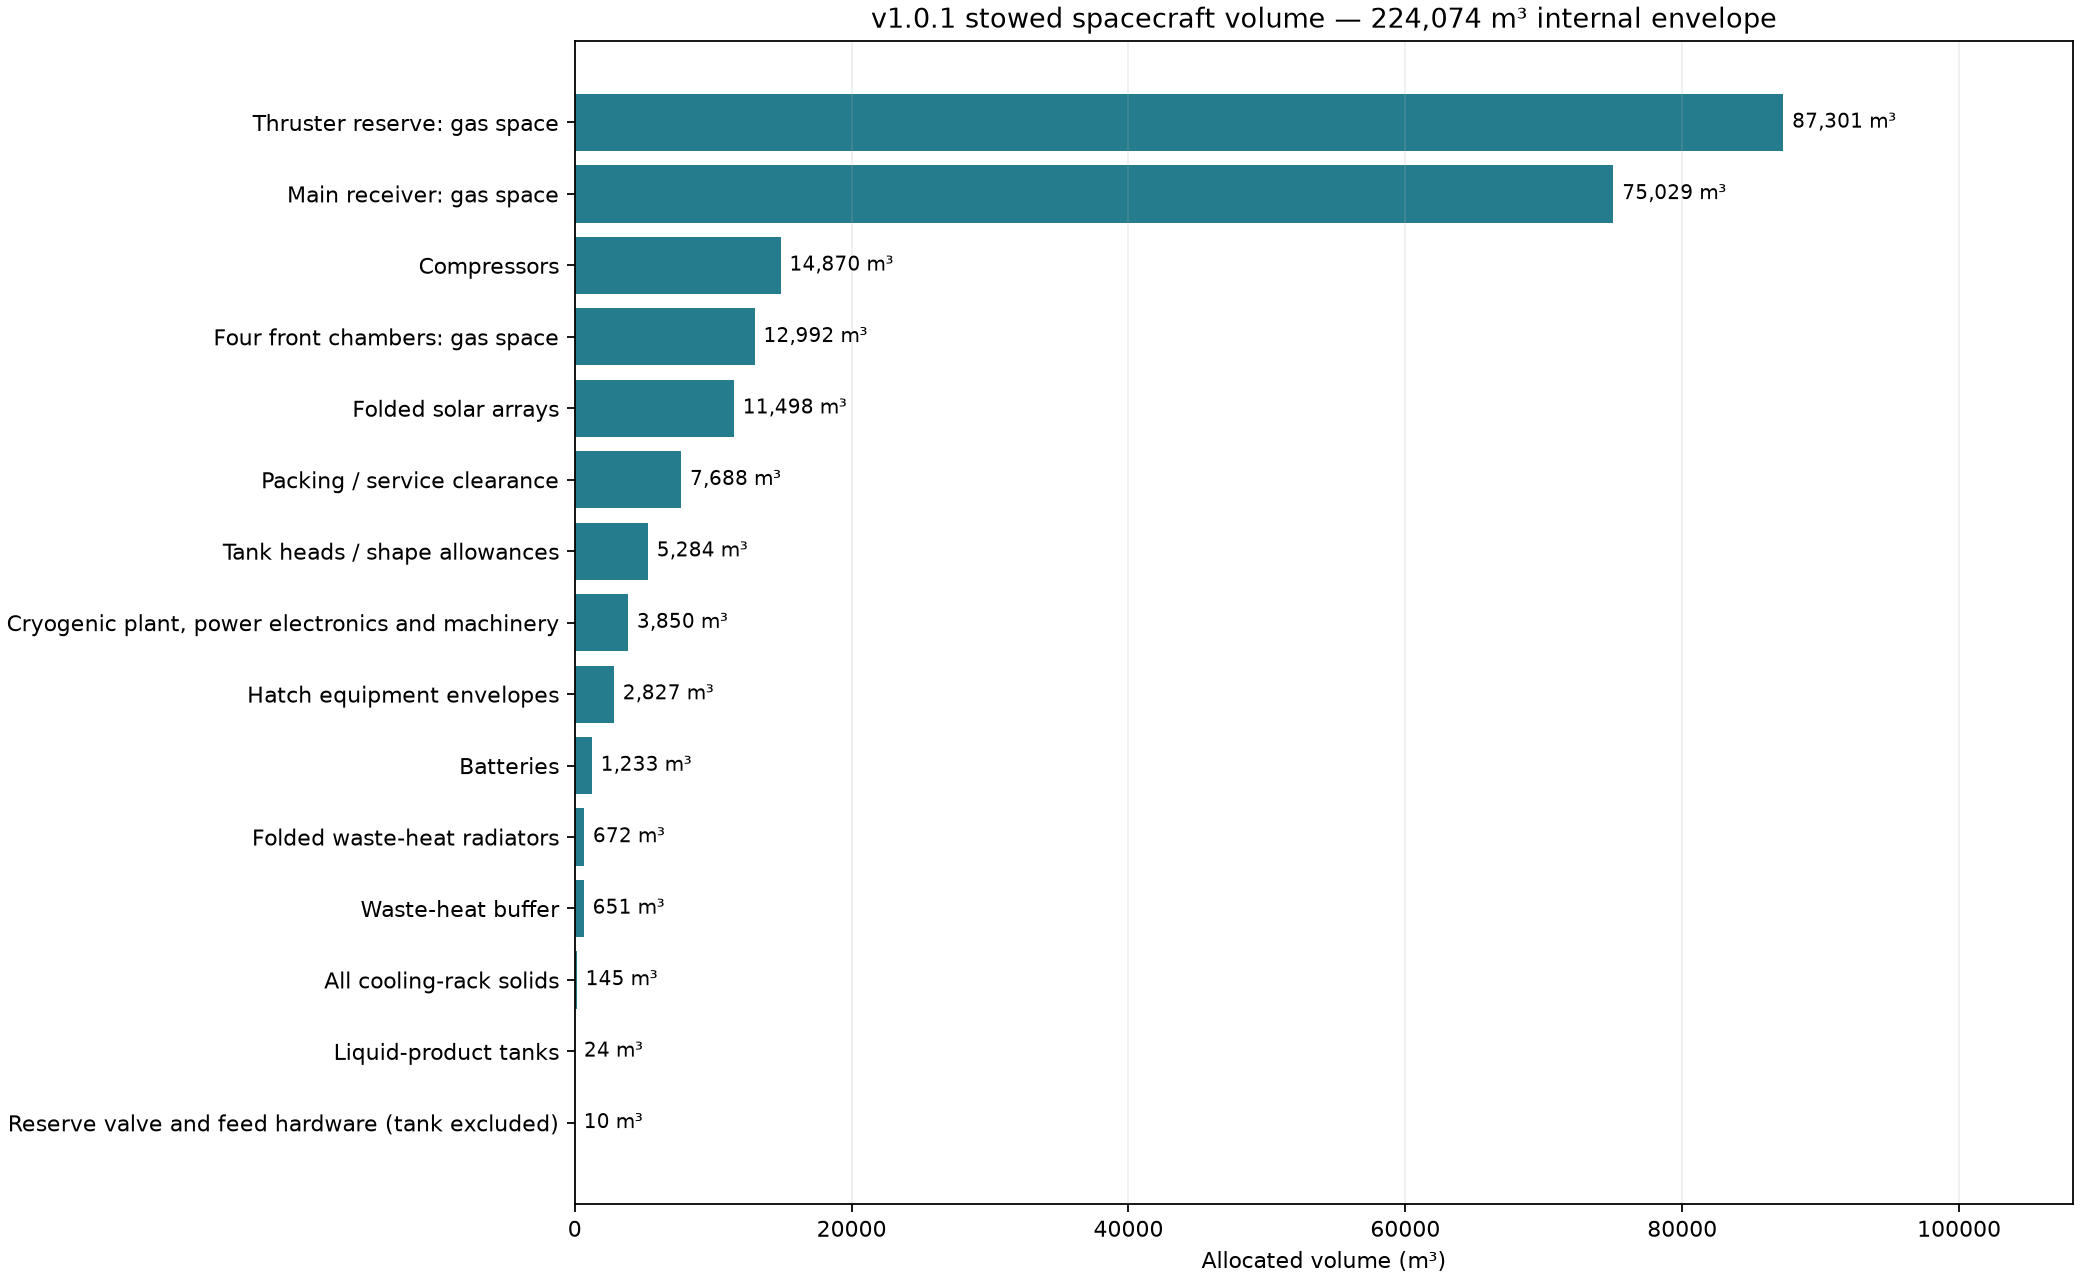 v1.0.1 stowed spacecraft volume — 224,074 m³ internal envelope
Thruster reserve: gas space 87,301 m³
Main receiver: gas space 75,029 m³
Compressors 14,870 m³
Four front chambers: gas space 12,992 m³
Folded solar arrays 11,498 m³
Packing / service clearance 7,688 m³
Tank heads / shape allowances 5,284 m³
Cryogenic plant, power electronics and machinery 3,850 m³
Hatch equipment envelopes 2,827 m³
Batteries 1,233 m³
Folded waste-heat radiators 672 m³
Waste-heat buffer 651 m³
All cooling-rack solids 145 m³
Liquid-product tanks 24 m³
Reserve valve and feed hardware (tank excluded) 10 m³
0 20000 40000 60000 80000 100000
Allocated volume (m³)